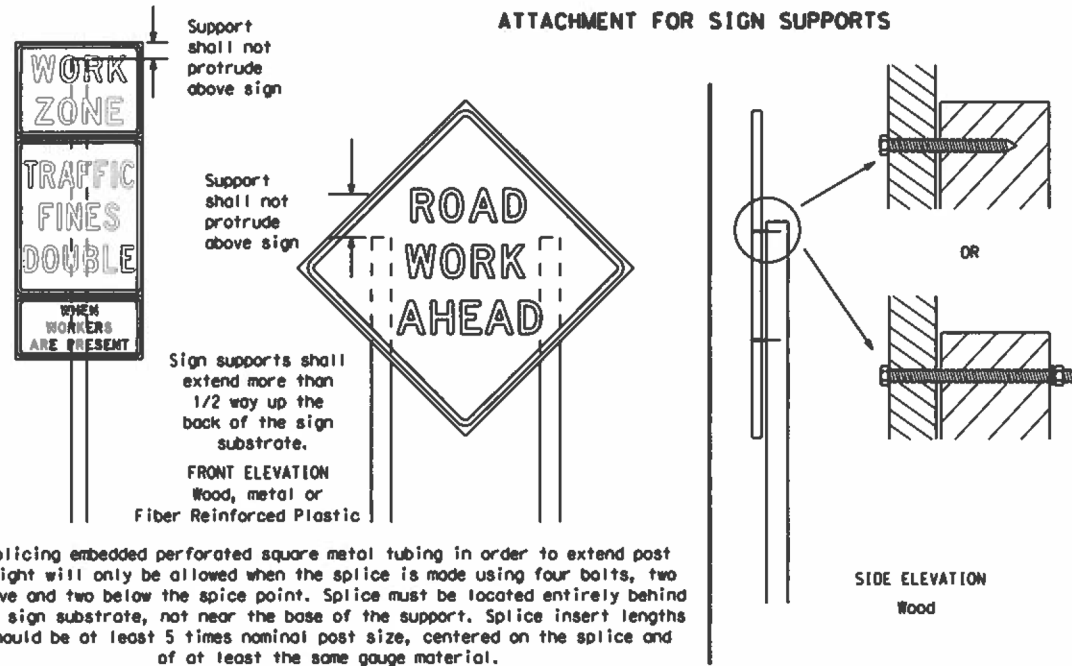 ATTACHMENT FOR SIGN SUPPORTS
Support
shall not
protrude
above sign
WORK
ZONE
TRAFFIC
FINES
DOUBLE
WHEN
WORKERS
ARE PRESENT
Support
shall not
protrude
above sign
ROAD
WORK
AHEAD
Sign supports shall
extend more than
1/2 way up the
back of the sign
substrate.
FRONT ELEVATION
Wood, metal or
Fiber Reinforced Plastic
OR
SIDE ELEVATION
Wood
plicing embedded perforated square metal tubing in order to extend post
ight will only be allowed when the splice is made using four bolts, two
ve and two below the spice point. Splice must be located entirely behind
sign substrate, not near the base of the support. Splice insert lengths
ould be at least 5 times nominal post size, centered on the splice and
of at least the same gauge material.